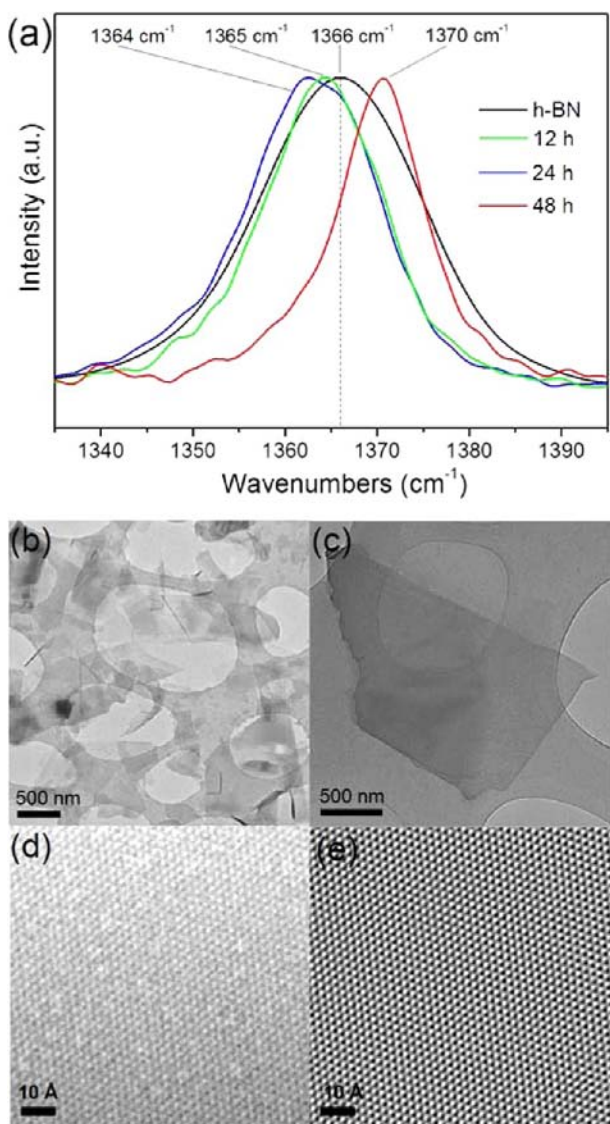 (a)
1364 cm⁻¹ 1365 cm⁻¹ 1366 cm⁻¹ 1370 cm⁻¹
h-BN
12 h
24 h
48 h
Intensity (a.u.)
1340 1350 1360 1370 1380 1390
Wavenumbers (cm⁻¹)
(b) (c)
500 nm 500 nm
(d) (e)
10 Å 10 Å